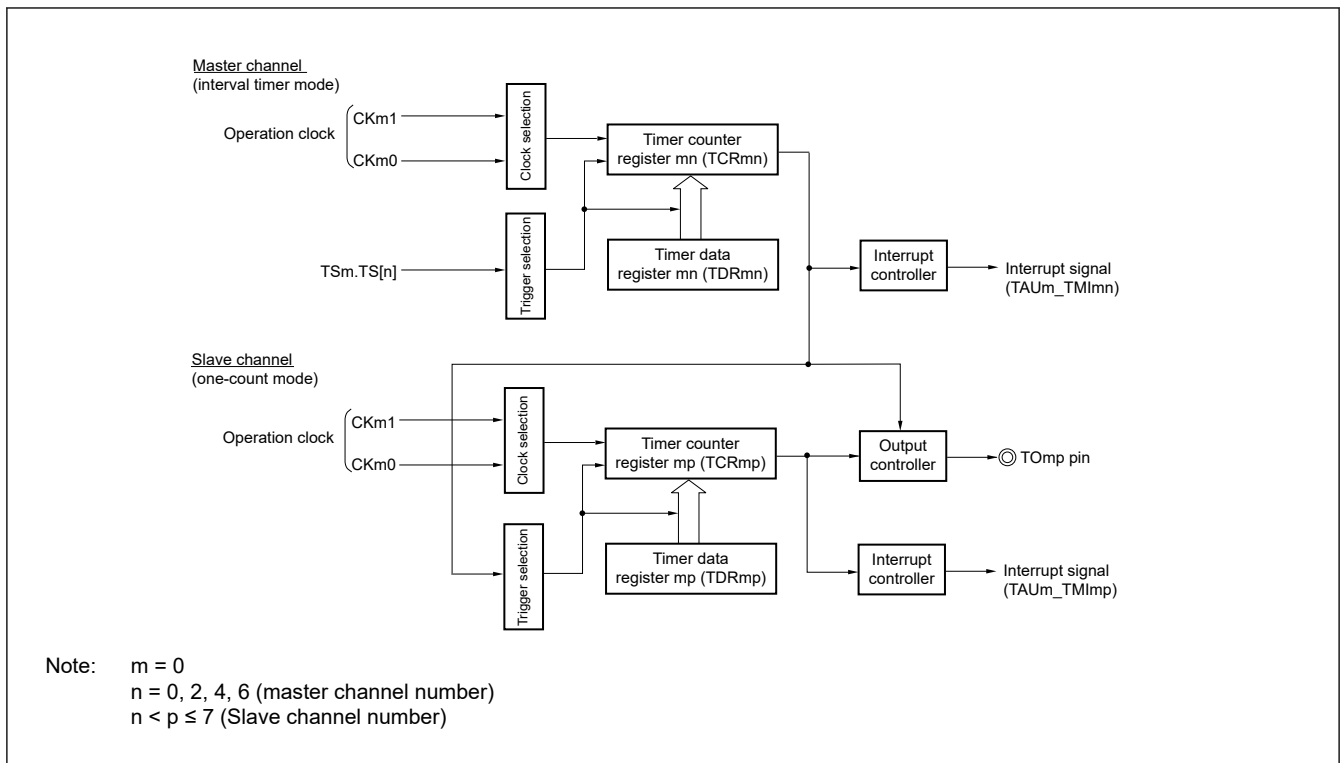 Master channel
(interval timer mode)
Operation clock
CKm1
CKm0
Clock selection
Timer counter
register mn (TCRmn)
TSm.TS[n]
Trigger selection
Timer data
register mn (TDRmn)
Interrupt
controller
Interrupt signal
(TAUm_TMImn)
Slave channel
(one-count mode)
Operation clock
CKm1
CKm0
Clock selection
Timer counter
register mp (TCRmp)
Output
controller
TOmp pin
Trigger selection
Timer data
register mp (TDRmp)
Interrupt
controller
Interrupt signal
(TAUm_TMImp)
Note: m = 0
n = 0, 2, 4, 6 (master channel number)
n < p ≤ 7 (Slave channel number)